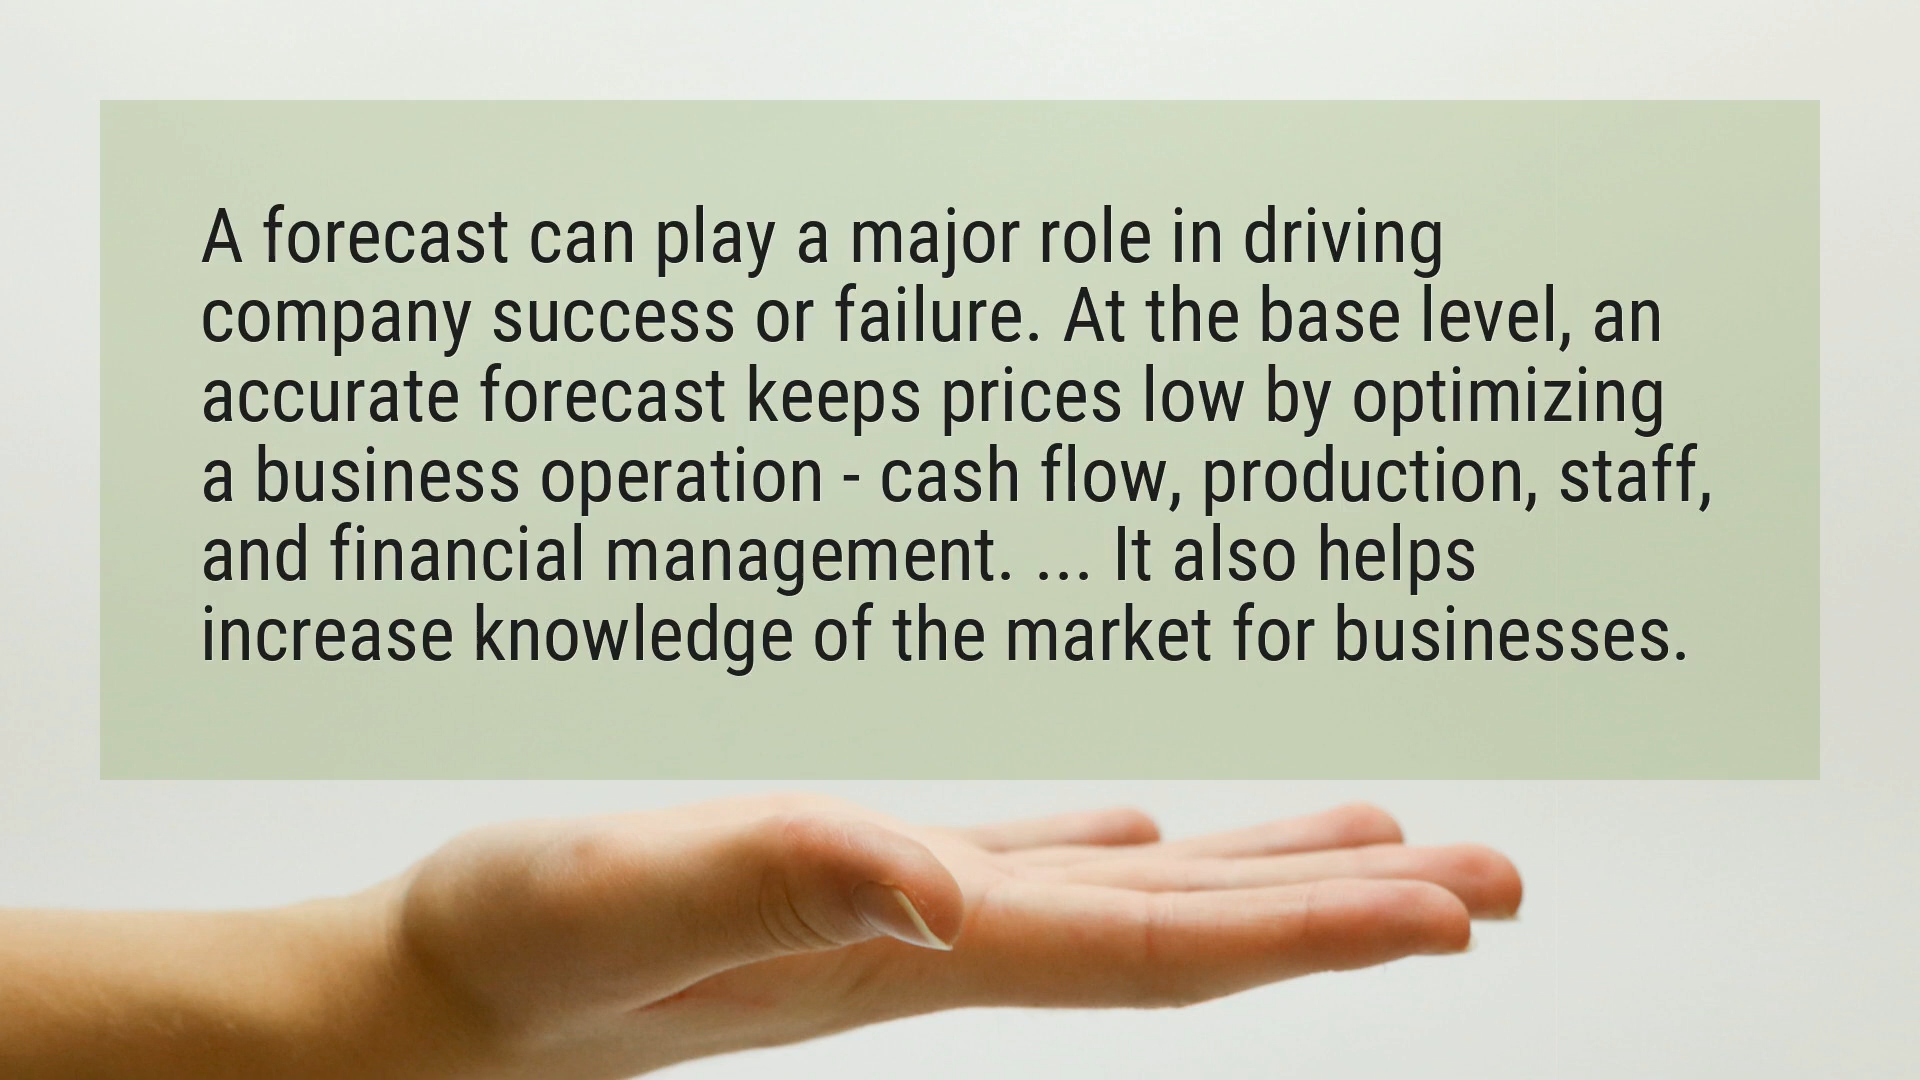 A forecast can play a major role in driving
company success or failure. At the base level, an
accurate forecast keeps prices low by optimizing
a business operation - cash flow, production, staff,
and financial management. ... It also helps
increase knowledge of the market for businesses.